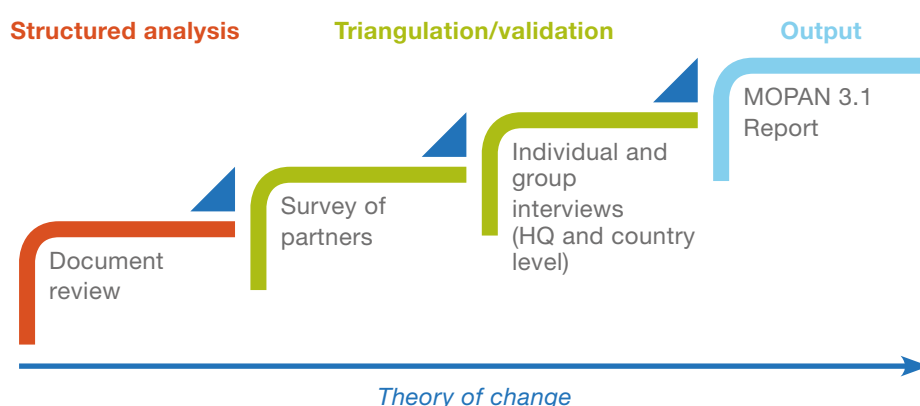 Structured analysis
Triangulation/validation
Output
Document
review
Survey of
partners
Individual and
group
interviews
(HQ and country
level)
MOPAN 3.1
Report
Theory of change